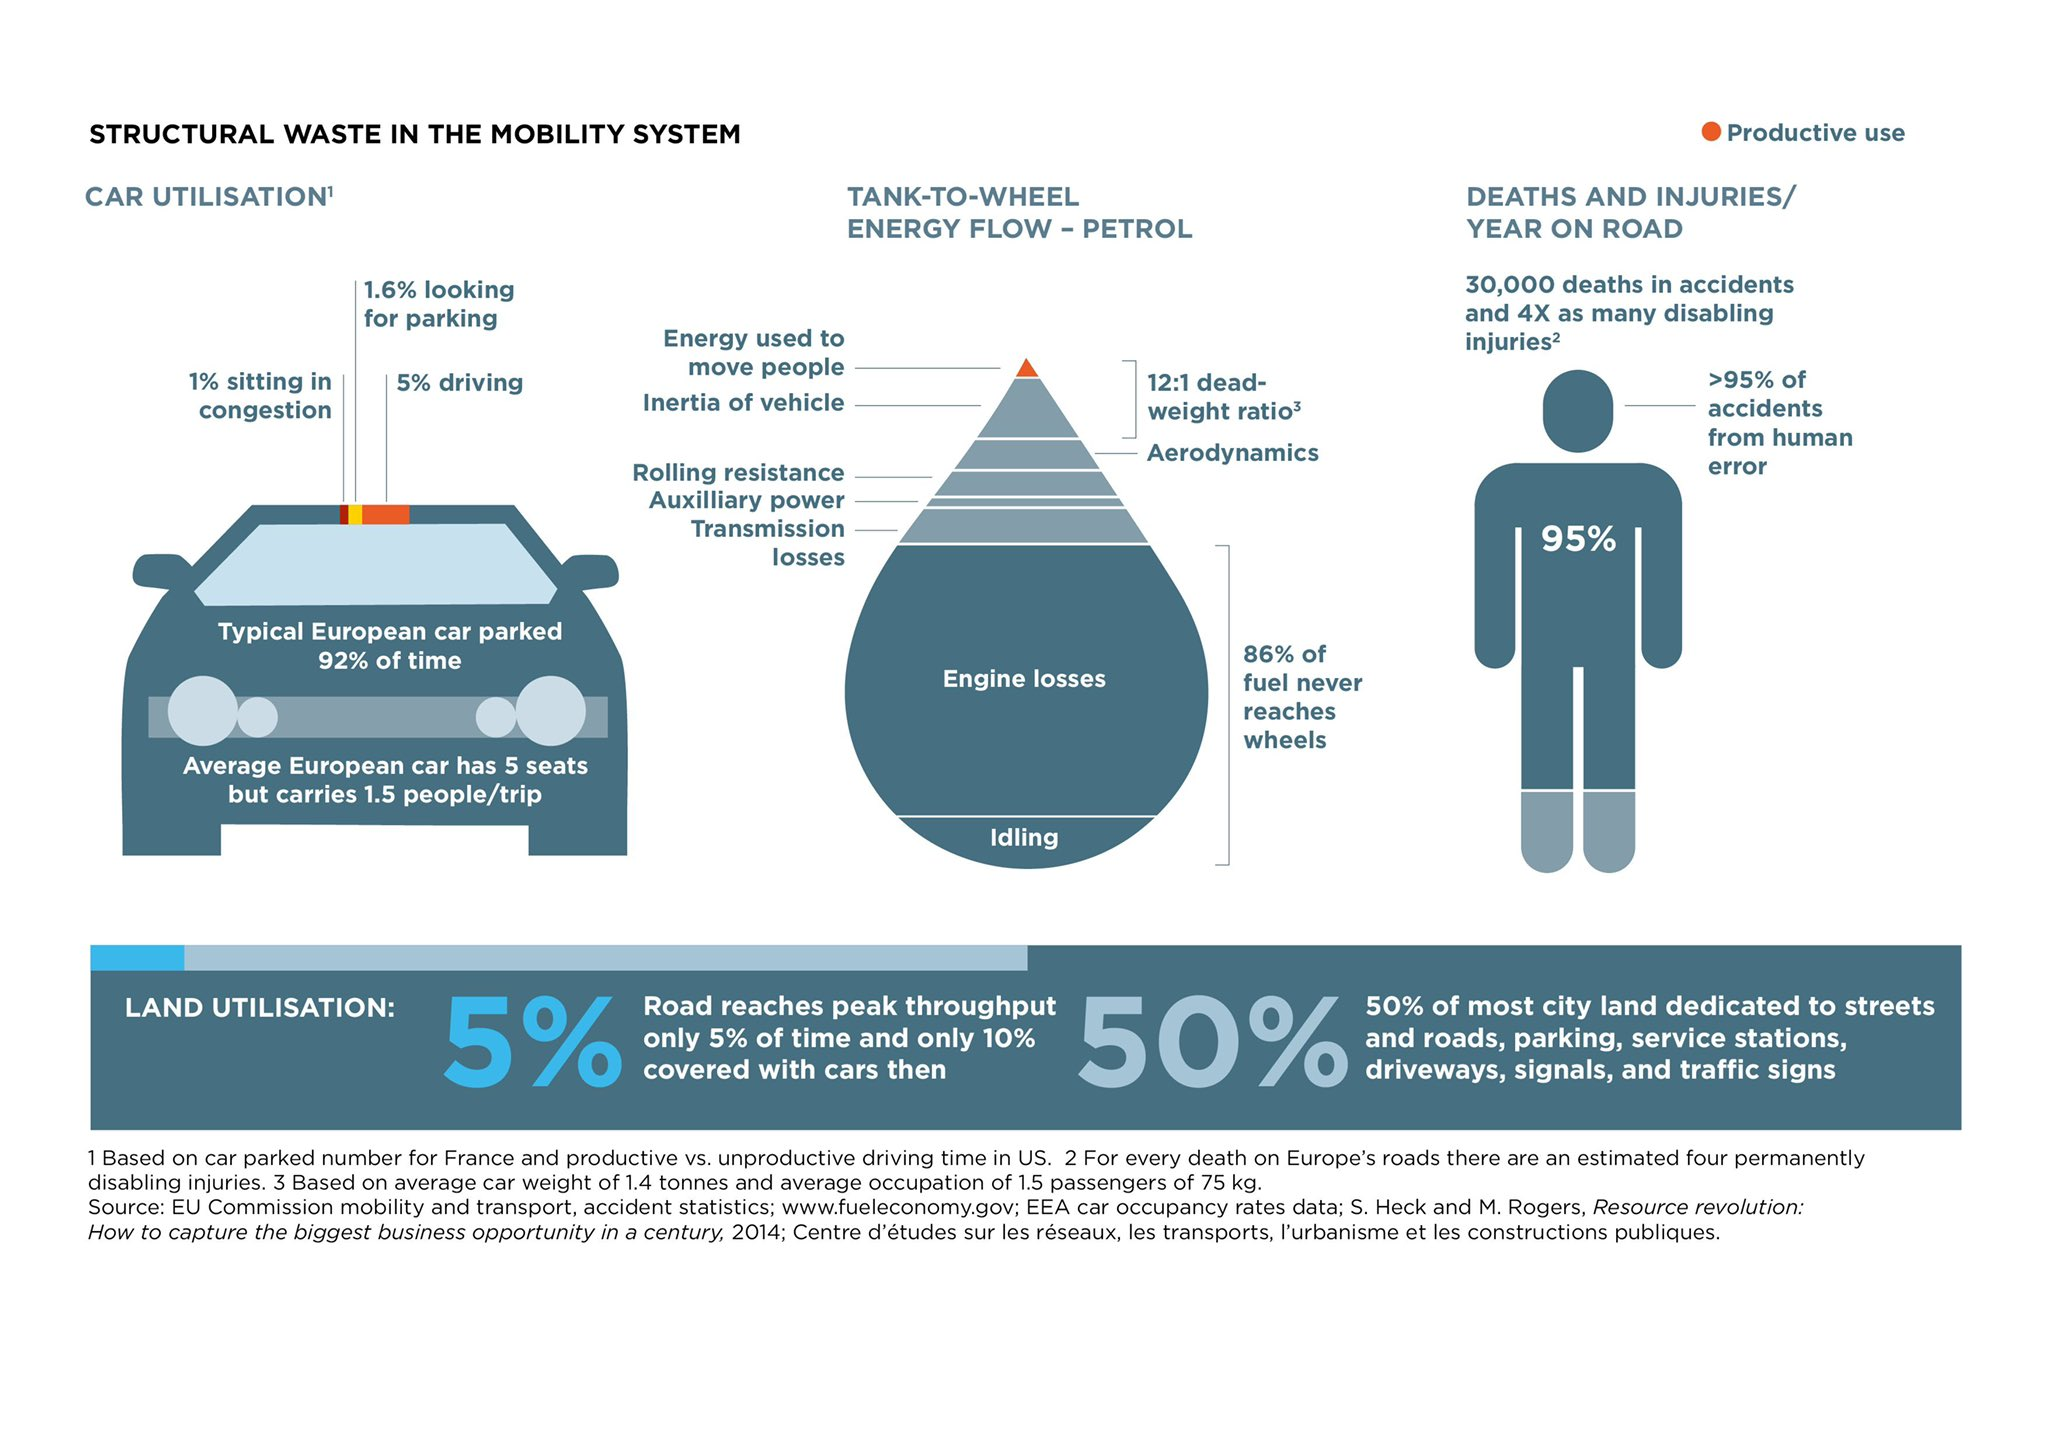 STRUCTURAL WASTE IN THE MOBILITY SYSTEM
Productive use
CAR UTILISATION¹
1.6% looking
for parking
1% sitting in
congestion
5% driving
Typical European car parked
92% of time
Average European car has 5 seats
but carries 1.5 people/trip
TANK-TO-WHEEL
ENERGY FLOW – PETROL
Energy used to
move people
Inertia of vehicle
12:1 dead-
weight ratio³
Aerodynamics
Rolling resistance
Auxilliary power
Transmission
losses
Engine losses
86% of
fuel never
reaches
wheels
Idling
DEATHS AND INJURIES/
YEAR ON ROAD
30,000 deaths in accidents
and 4X as many disabling
injuries²
>95% of
accidents
from human
error
95%
LAND UTILISATION:
5%
Road reaches peak throughput
only 5% of time and only 10%
covered with cars then
50%
50% of most city land dedicated to streets
and roads, parking, service stations,
driveways, signals, and traffic signs
1 Based on car parked number for France and productive vs. unproductive driving time in US.  2 For every death on Europe's roads there are an estimated four permanently
disabling injuries. 3 Based on average car weight of 1.4 tonnes and average occupation of 1.5 passengers of 75 kg.
Source: EU Commission mobility and transport, accident statistics; www.fueleconomy.gov; EEA car occupancy rates data; S. Heck and M. Rogers, Resource revolution:
How to capture the biggest business opportunity in a century, 2014; Centre d'études sur les réseaux, les transports, l'urbanisme et les constructions publiques.